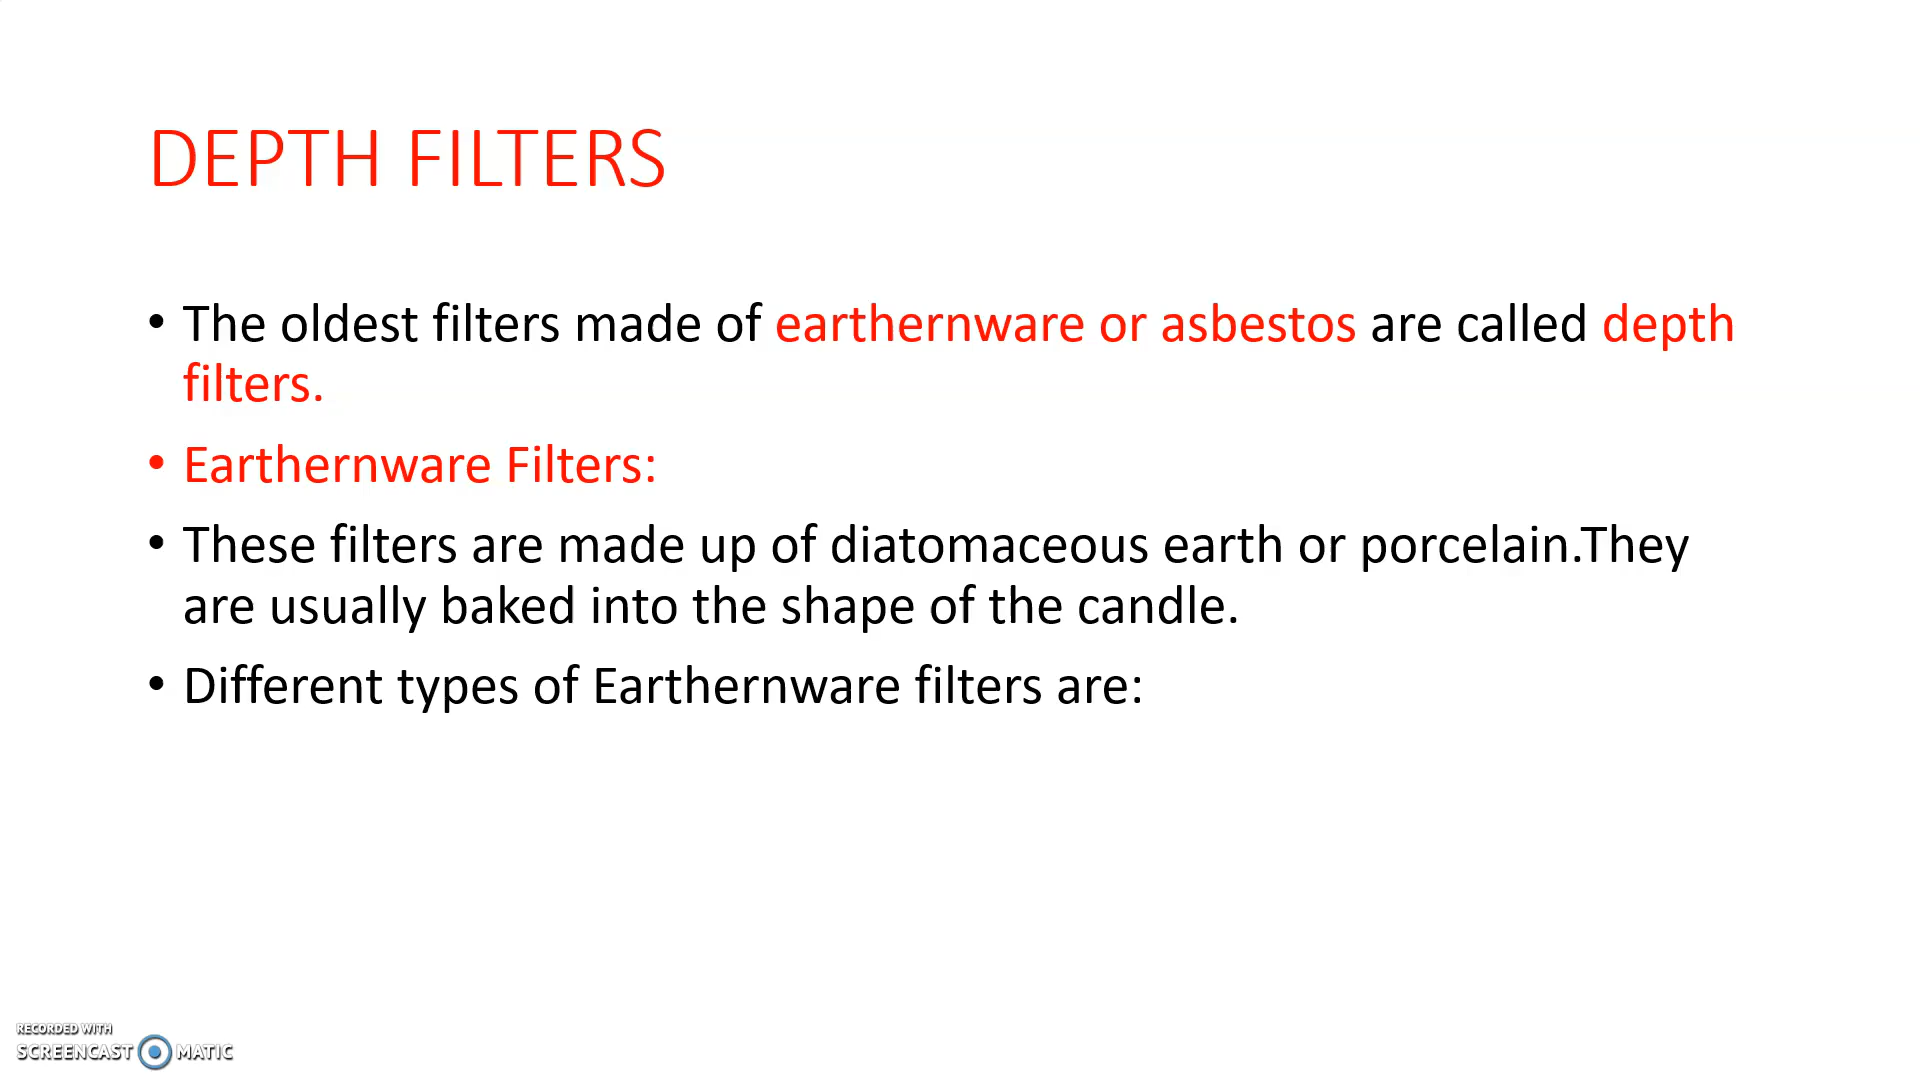 DEPTH FILTERS
• The oldest filters made of earthernware or asbestos are called depth
filters.
• Earthernware Filters:
• These filters are made up of diatomaceous earth or porcelain.They
are usually baked into the shape of the candle.
• Different types of Earthernware filters are:
RECORDED WITH
SCREENCAST MATIC